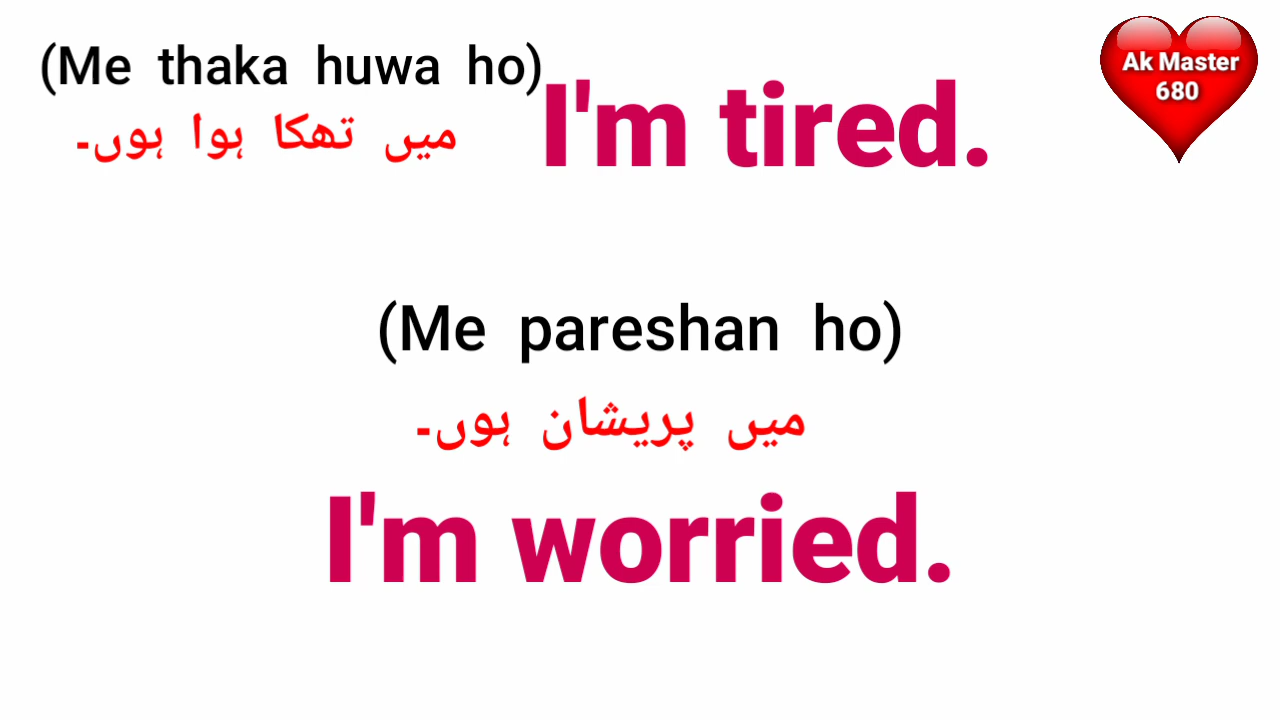 (Me thaka huwa ho)
میں تھکا ہوا ہوں۔
I'm tired.
Ak Master
680
(Me pareshan ho)
میں پریشان ہوں۔
I'm worried.